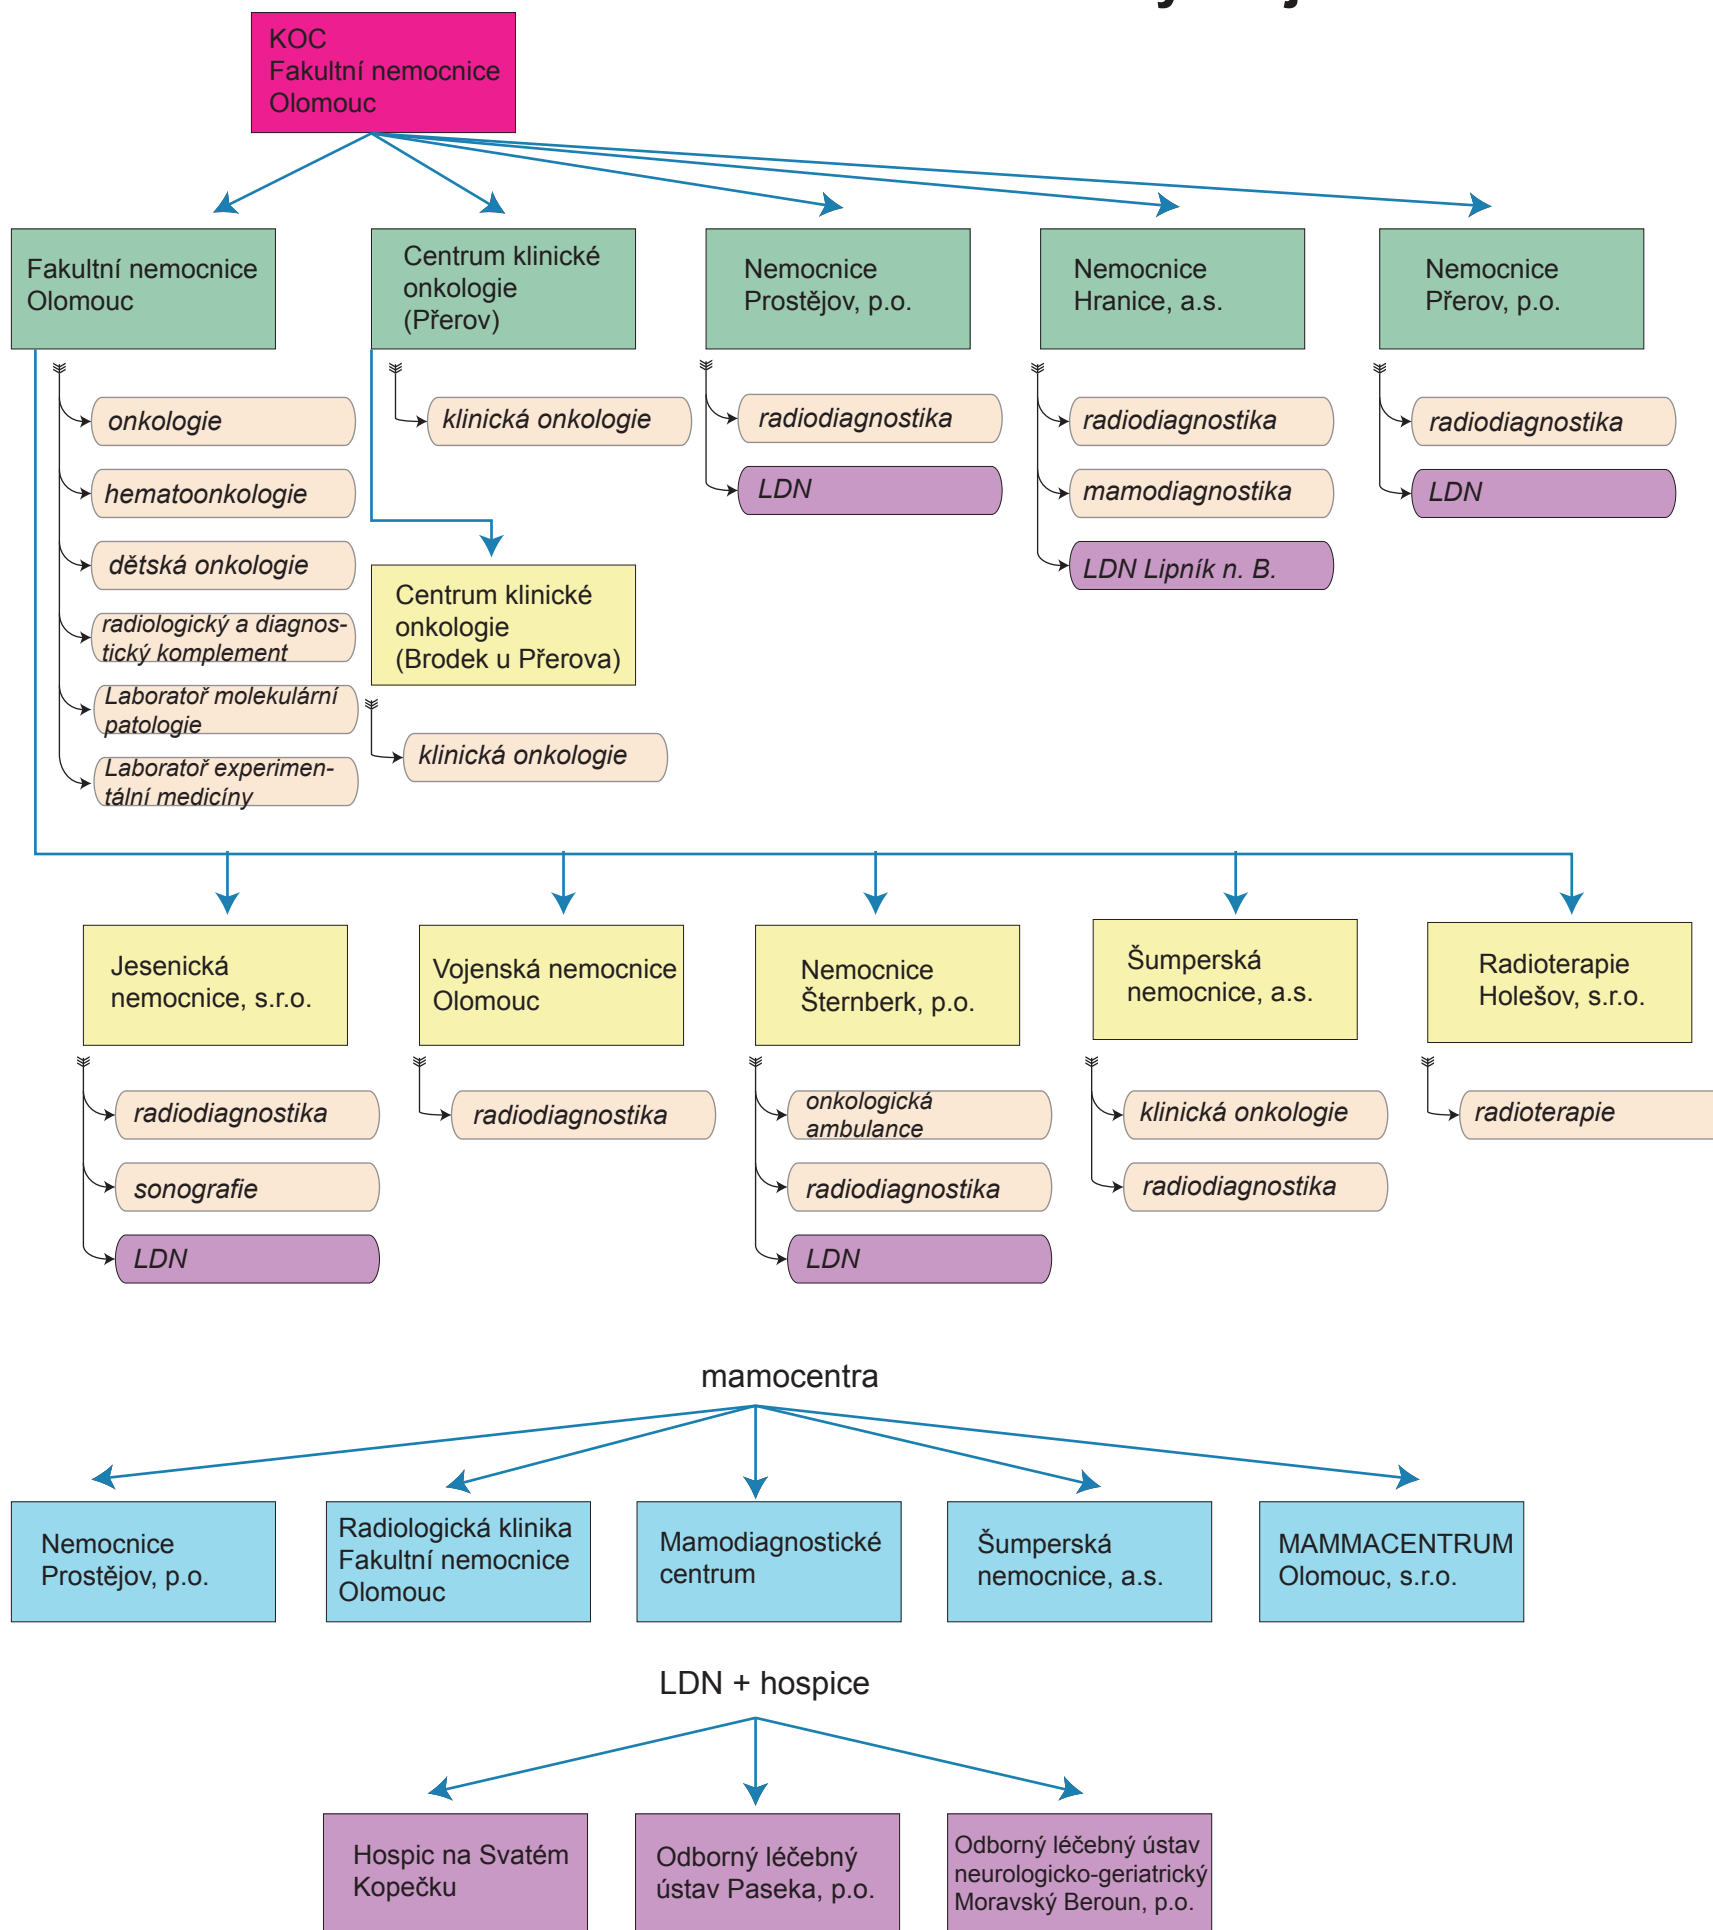 KOC
Fakultní nemocnice
Olomouc
Fakultní nemocnice
Olomouc
Centrum klinické
onkologie
(Přerov)
Nemocnice
Prostějov, p.o.
Nemocnice
Hranice, a.s.
Nemocnice
Přerov, p.o.
onkologie
hematoonkologie
dětská onkologie
radiologický a diagnos-
tický komplement
Laboratoř molekulární
patologie
Laboratoř experimen-
tální medicíny
klinická onkologie
Centrum klinické
onkologie
(Brodek u Přerova)
klinická onkologie
radiodiagnostika
LDN
radiodiagnostika
mamodiagnostika
LDN Lipník n. B.
radiodiagnostika
LDN
Jesenická
nemocnice, s.r.o.
Vojenská nemocnice
Olomouc
Nemocnice
Šternberk, p.o.
Šumperská
nemocnice, a.s.
Radioterapie
Holešov, s.r.o.
radiodiagnostika
sonografie
LDN
radiodiagnostika
onkologická
ambulance
radiodiagnostika
LDN
klinická onkologie
radiodiagnostika
radioterapie
mamocentra
Nemocnice
Prostějov, p.o.
Radiologická klinika
Fakultní nemocnice
Olomouc
Mamodiagnostické
centrum
Šumperská
nemocnice, a.s.
MAMMACENTRUM
Olomouc, s.r.o.
LDN + hospice
Hospic na Svatém
Kopečku
Odborný léčebný
ústav Paseka, p.o.
Odborný léčebný ústav
neurologicko-geriatrický
Moravský Beroun, p.o.